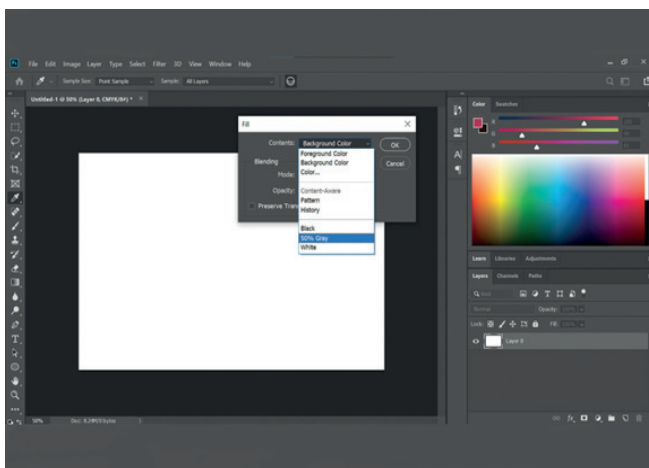 Ps File Edit Image Layer Type Select Filter 3D View Window Help
Sample Size: Point Sample Sample: All Layers
Untitled-1 @ 50% (Layer 0, CMYK/8#) * ×
Color Swatches
Fill
Contents: Background Color OK
Foreground Color
Blending Background Color Cancel
Mode: Color...
Opacity: Content-Aware
Pattern
Preserve Tran History
Black
50% Gray
White
Learn Libraries Adjustments
Layers Channels Paths
Normal Opacity:
Lock: Fill:
Layer 0
50%